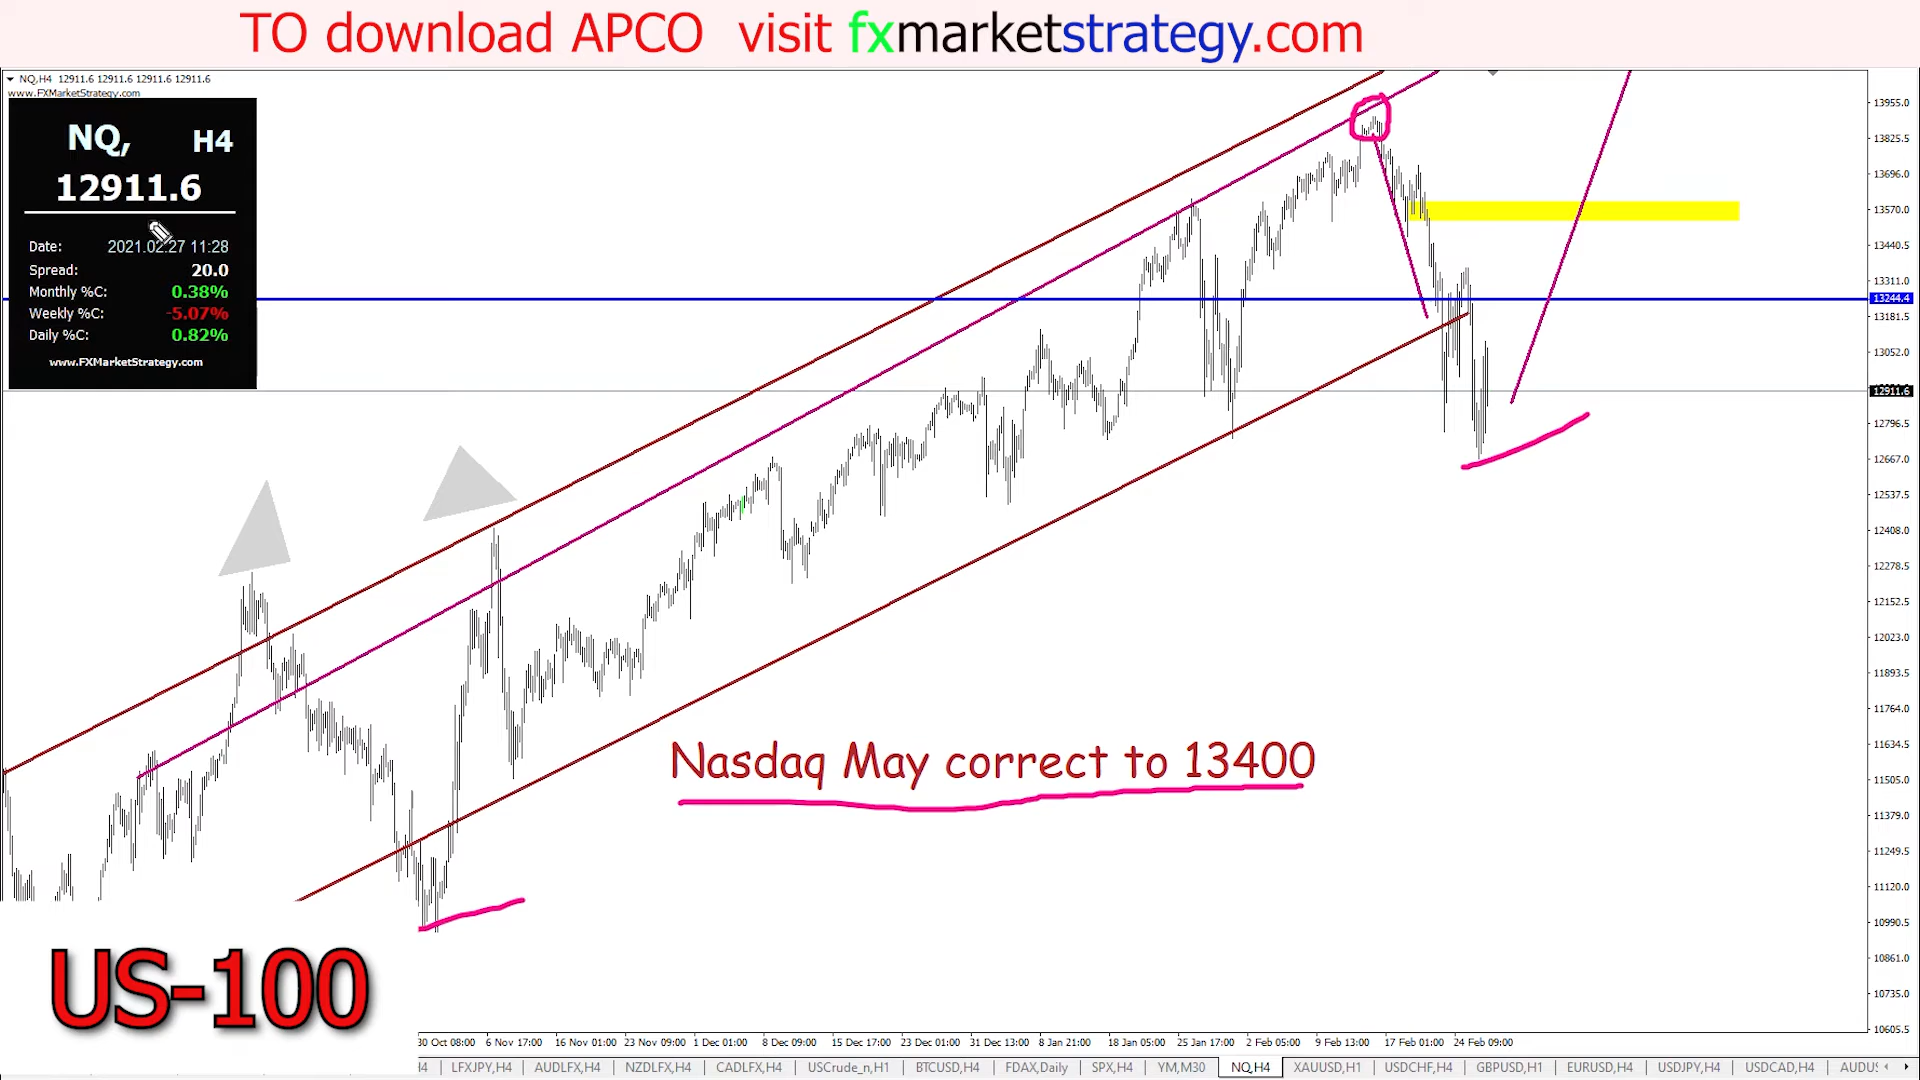 TO download APCO visit fxmarketstrategy.com
NQ,H4 12911.6 12911.6 12911.6 12911.6
www.FXMarketStrategy.com
NQ, H4
12911.6
Date: 2021.02.27 11:28
Spread: 20.0
Monthly %C: 0.38%
Weekly %C: -5.07%
Daily %C: 0.82%
www.FXMarketStrategy.com
13955.0
13825.5
13696.0
13570.0
13440.5
13311.0
13244.4
13181.5
13052.0
12911.6
12796.5
12667.0
12537.5
12408.0
12278.5
12152.5
12023.0
11893.5
11764.0
11634.5
11505.0
11379.0
11249.5
11120.0
10990.5
10861.0
10735.0
10605.5
Nasdaq May correct to 13400
US-100
30 Oct 08:00 6 Nov 17:00 16 Nov 01:00 23 Nov 09:00 1 Dec 01:00 8 Dec 09:00 15 Dec 17:00 23 Dec 01:00 31 Dec 13:00 8 Jan 21:00 18 Jan 05:00 25 Jan 17:00 2 Feb 05:00 9 Feb 13:00 17 Feb 01:00 24 Feb 09:00
LFXJPY,H4 AUDLFX,H4 NZDLFX,H4 CADLFX,H4 USCrude_n,H1 BTCUSD,H4 FDAX,Daily SPX,H4 YM,M30 NQ,H4 XAUUSD,H1 USDCHF,H4 GBPUSD,H1 EURUSD,H4 USDJPY,H4 USDCAD,H4 AUDUS